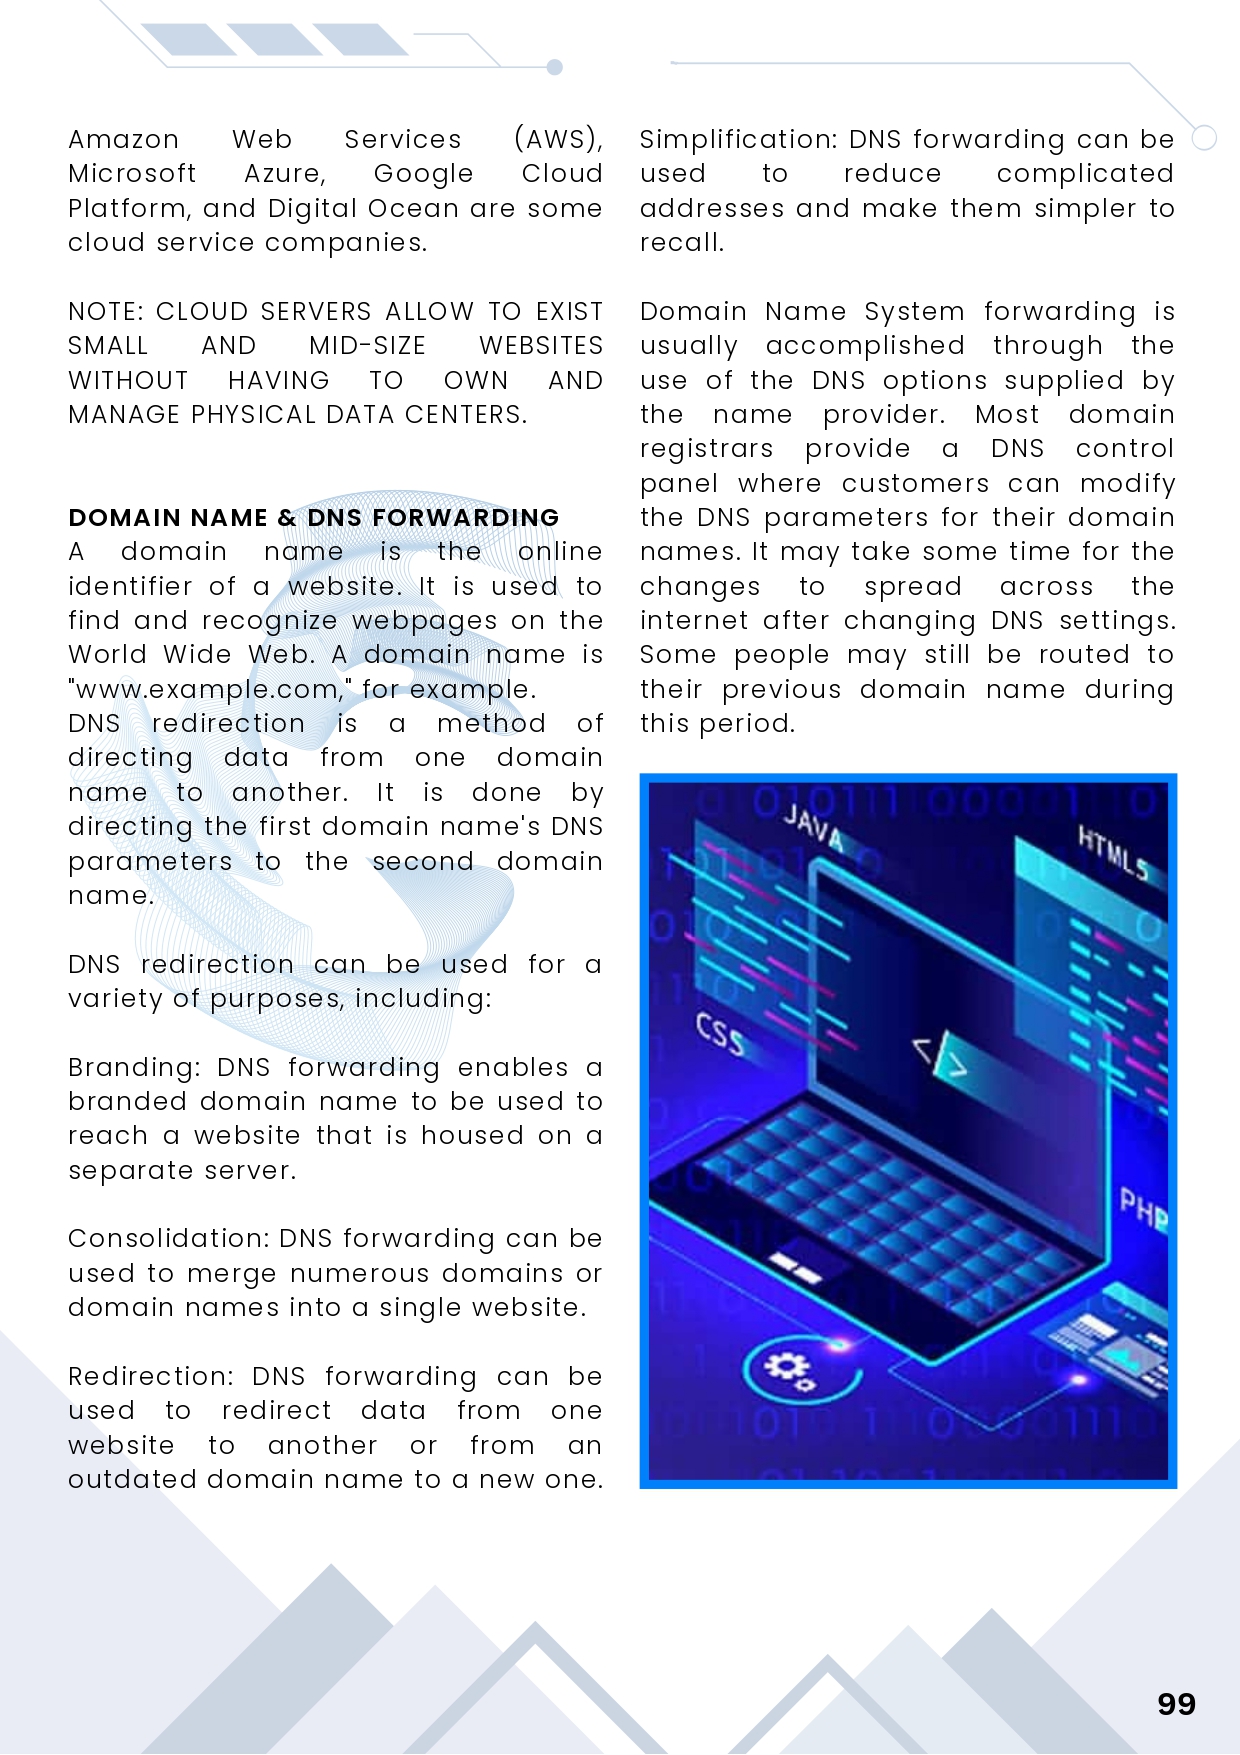 Amazon Web Services (AWS),
Microsoft Azure, Google Cloud
Platform, and Digital Ocean are some
cloud service companies.
NOTE: CLOUD SERVERS ALLOW TO EXIST
SMALL AND MID-SIZE WEBSITES
WITHOUT HAVING TO OWN AND
MANAGE PHYSICAL DATA CENTERS.
DOMAIN NAME & DNS FORWARDING
A domain name is the online
identifier of a website. It is used to
find and recognize webpages on the
World Wide Web. A domain name is
"www.example.com," for example.
DNS redirection is a method of
directing data from one domain
name to another. It is done by
directing the first domain name's DNS
parameters to the second domain
name.
DNS redirection can be used for a
variety of purposes, including:
Branding: DNS forwarding enables a
branded domain name to be used to
reach a website that is housed on a
separate server.
Consolidation: DNS forwarding can be
used to merge numerous domains or
domain names into a single website.
Redirection: DNS forwarding can be
used to redirect data from one
website to another or from an
outdated domain name to a new one.
Simplification: DNS forwarding can be
used to reduce complicated
addresses and make them simpler to
recall.
Domain Name System forwarding is
usually accomplished through the
use of the DNS options supplied by
the name provider. Most domain
registrars provide a DNS control
panel where customers can modify
the DNS parameters for their domain
names. It may take some time for the
changes to spread across the
internet after changing DNS settings.
Some people may still be routed to
their previous domain name during
this period.
JAVA
HTML5
CSS
</>
PHP
99